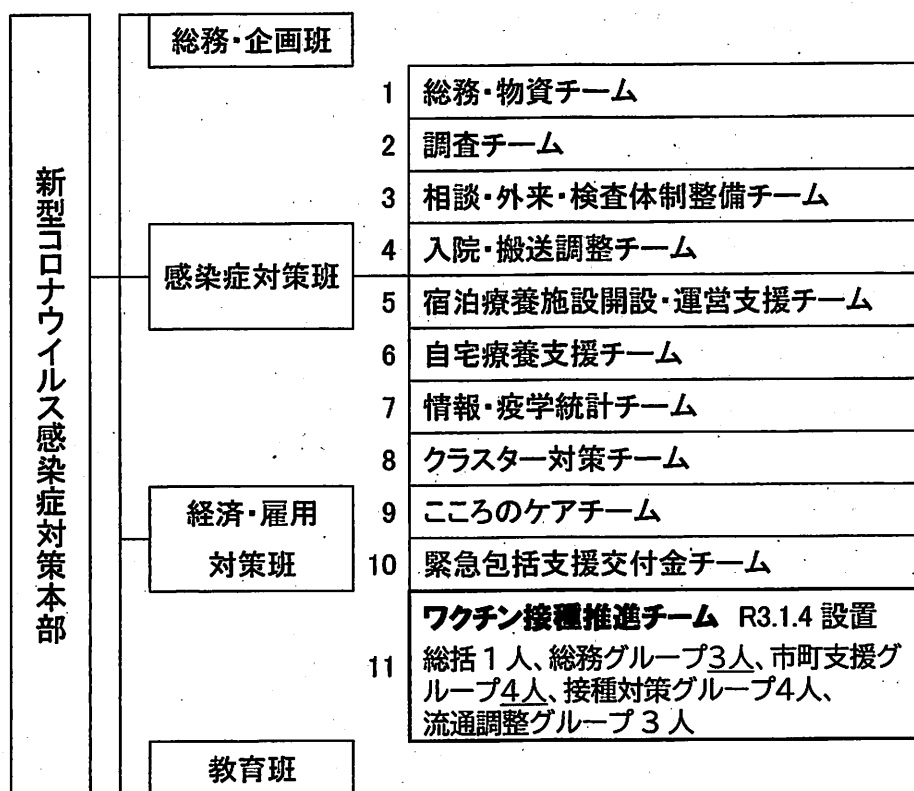 新型コロナウイルス感染症対策本部
総務・企画班
感染症対策班
経済・雇用
対策班
教育班
1 総務・物資チーム
2 調査チーム
3 相談・外来・検査体制整備チーム
4 入院・搬送調整チーム
5 宿泊療養施設開設・運営支援チーム
6 自宅療養支援チーム
7 情報・疫学統計チーム
8 クラスター対策チーム
9 こころのケアチーム
10 緊急包括支援交付金チーム
11 ワクチン接種推進チーム R3.1.4 設置
総括1人、総務グループ3人、市町支援グ
ループ4人、接種対策グループ4人、
流通調整グループ3人